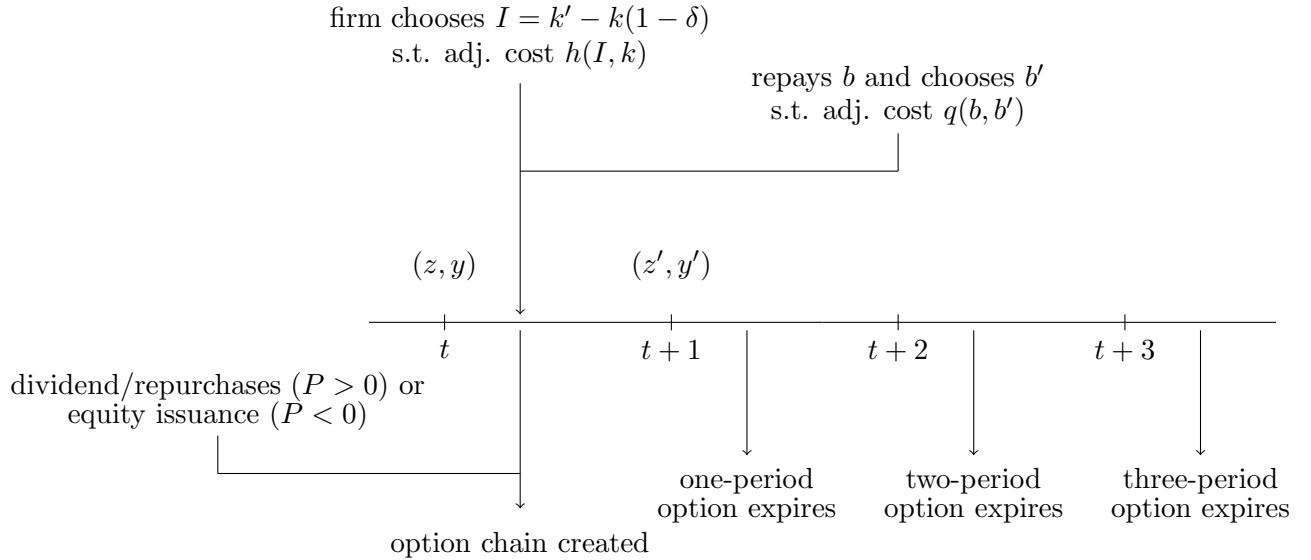 firm chooses I = k′ − k(1 − δ)
s.t. adj. cost h(I, k)
repays b and chooses b′
s.t. adj. cost q(b, b′)
(z, y)
(z′, y′)
t
t + 1
t + 2
t + 3
dividend/repurchases (P > 0) or
equity issuance (P < 0)
one-period
option expires
two-period
option expires
three-period
option expires
option chain created